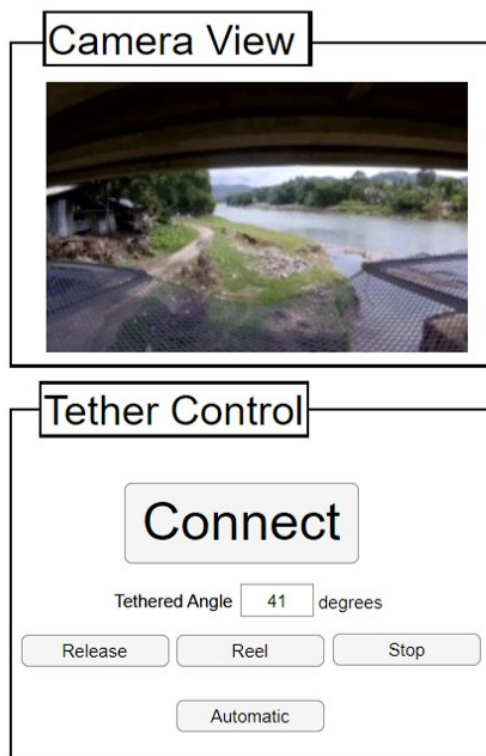 Camera View
Tether Control
Connect
Tethered Angle 41 degrees
Release Reel Stop
Automatic